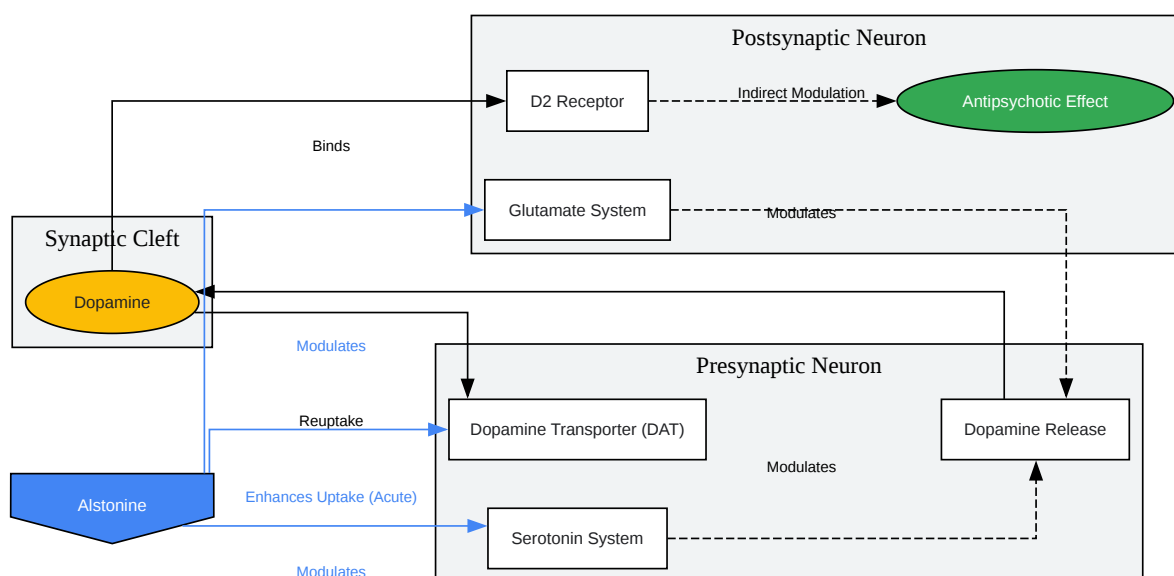 Postsynaptic Neuron
D2 Receptor
Indirect Modulation
Antipsychotic Effect
Binds
Glutamate System
Modulates
Synaptic Cleft
Dopamine
Modulates
Presynaptic Neuron
Reuptake
Dopamine Transporter (DAT)
Dopamine Release
Modulates
Alstonine
Enhances Uptake (Acute)
Serotonin System
Modulates